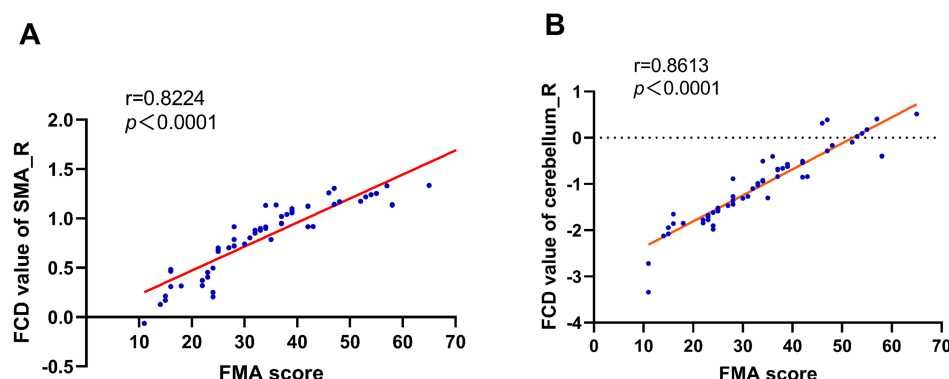 A
r=0.8224
p<0.0001
FCD value of SMA_R
2.0
1.5
1.0
0.5
0.0
-0.5
10 20 30 40 50 60 70
FMA score
B
r=0.8613
p<0.0001
FCD value of cerebellum_R
1
0
-1
-2
-3
-4
0 10 20 30 40 50 60 70
FMA score